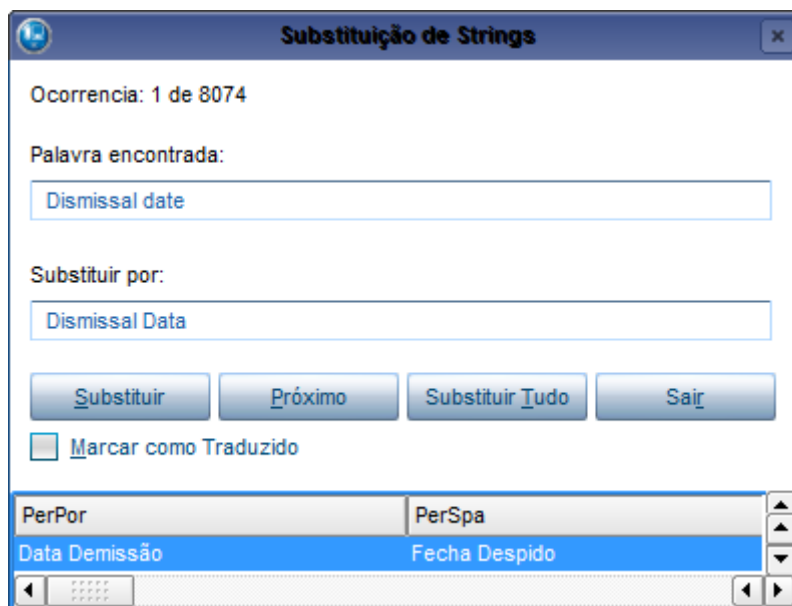 Substituição de Strings
Ocorrencia: 1 de 8074
Palavra encontrada:
Dismissal date
Substituir por:
Dismissal Data
Substituir Próximo Substituir Tudo Sair
Marcar como Traduzido
PerPor PerSpa
Data Demissão Fecha Despido